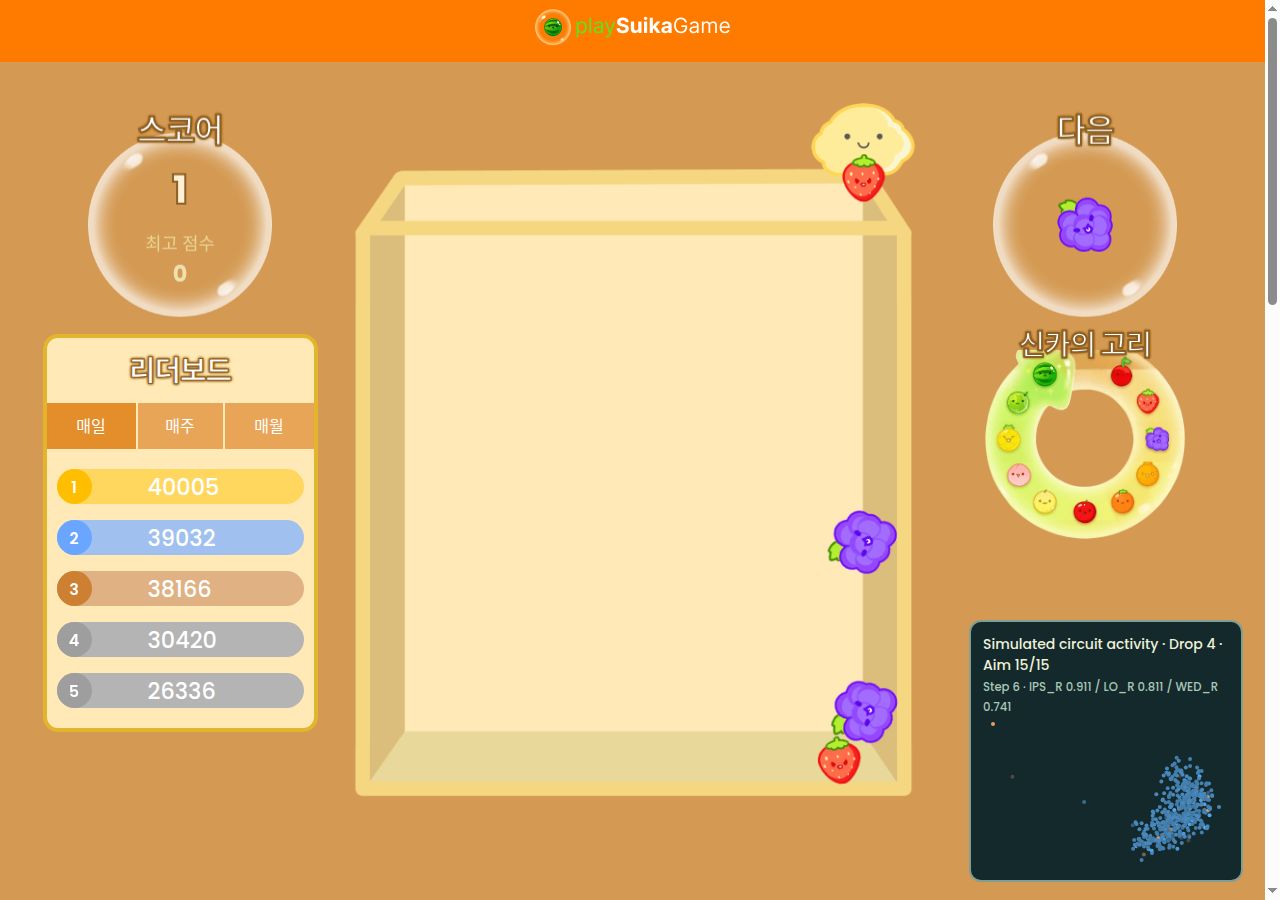 playSuikaGame
스코어
1
최고 점수
0
다음
신카의 고리
리더보드
매일 매주 매월
1 40005
2 39032
3 38166
4 30420
5 26336
Simulated circuit activity · Drop 4 ·
Aim 15/15
Step 6 · IPS_R 0.911 / LO_R 0.811 / WED_R
0.741